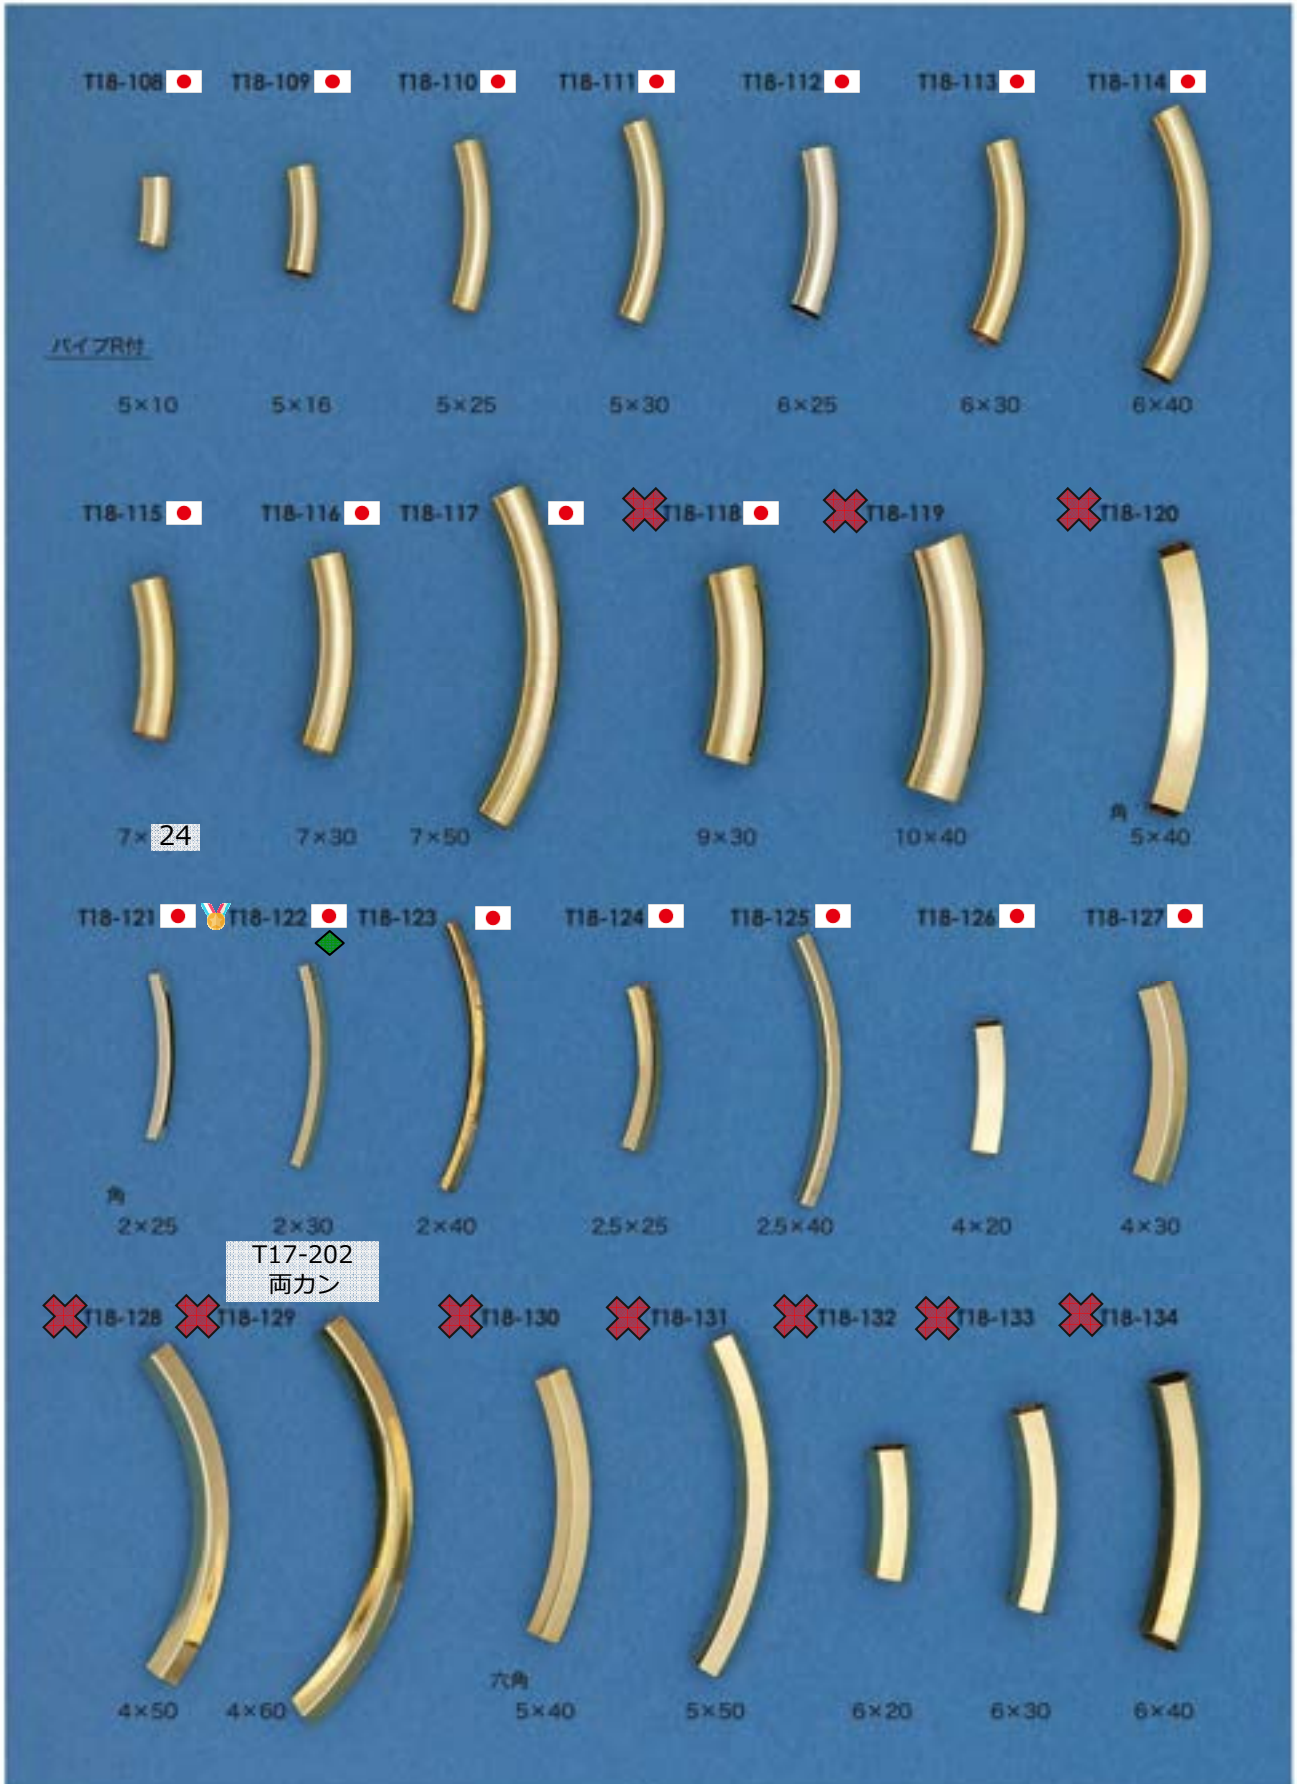 T18-108 T18-109 T18-110 T18-111 T18-112 T18-113 T18-114
パイプR付
5×10 5×16 5×25 5×30 6×25 6×30 6×40
T18-115 T18-116 T18-117 T18-118 T18-119 T18-120
角
7×24 7×30 7×50 9×30 10×40 5×40
T18-121 T18-122 T18-123 T18-124 T18-125 T18-126 T18-127
角
2×25 2×30 2×40 2.5×25 2.5×40 4×20 4×30
T17-202
両カン
T18-128 T18-129 T18-130 T18-131 T18-132 T18-133 T18-134
六角
4×50 4×60 5×40 5×50 6×20 6×30 6×40